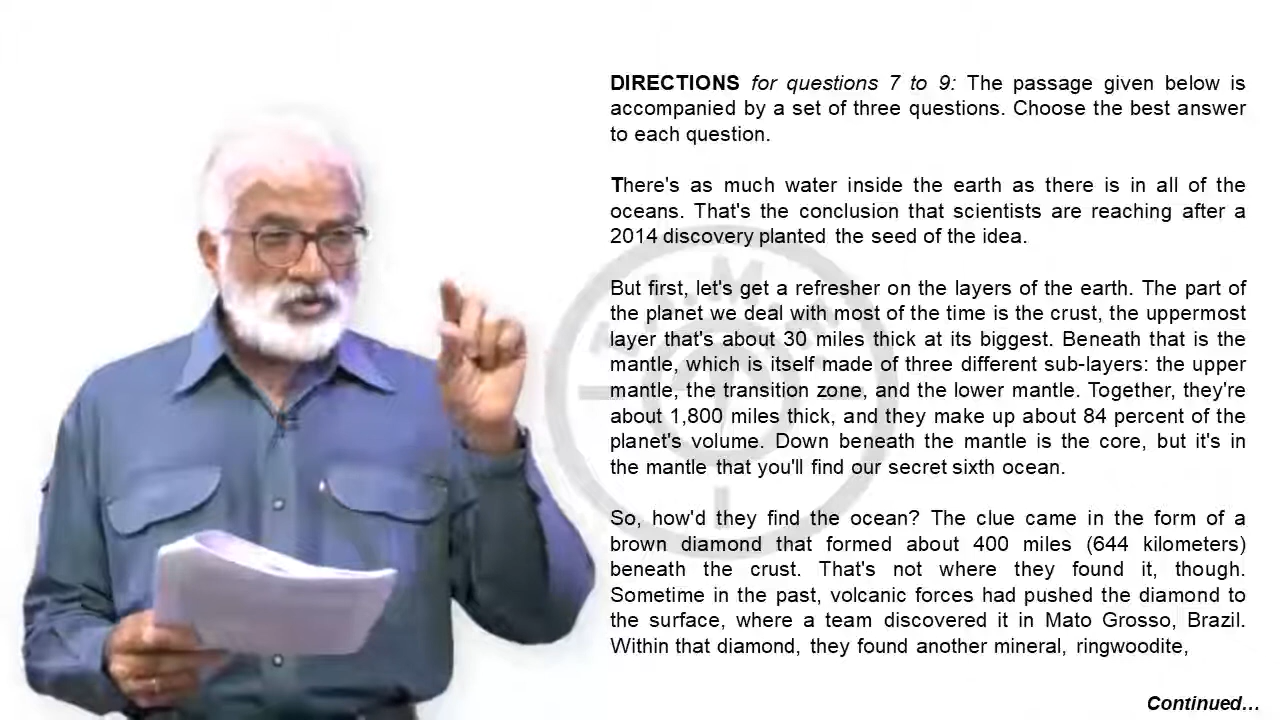 DIRECTIONS for questions 7 to 9: The passage given below is
accompanied by a set of three questions. Choose the best answer
to each question.
There's as much water inside the earth as there is in all of the
oceans. That's the conclusion that scientists are reaching after a
2014 discovery planted the seed of the idea.
But first, let's get a refresher on the layers of the earth. The part of
the planet we deal with most of the time is the crust, the uppermost
layer that's about 30 miles thick at its biggest. Beneath that is the
mantle, which is itself made of three different sub-layers: the upper
mantle, the transition zone, and the lower mantle. Together, they're
about 1,800 miles thick, and they make up about 84 percent of the
planet's volume. Down beneath the mantle is the core, but it's in
the mantle that you'll find our secret sixth ocean.
So, how'd they find the ocean? The clue came in the form of a
brown diamond that formed about 400 miles (644 kilometers)
beneath the crust. That's not where they found it, though.
Sometime in the past, volcanic forces had pushed the diamond to
the surface, where a team discovered it in Mato Grosso, Brazil.
Within that diamond, they found another mineral, ringwoodite,
Continued…